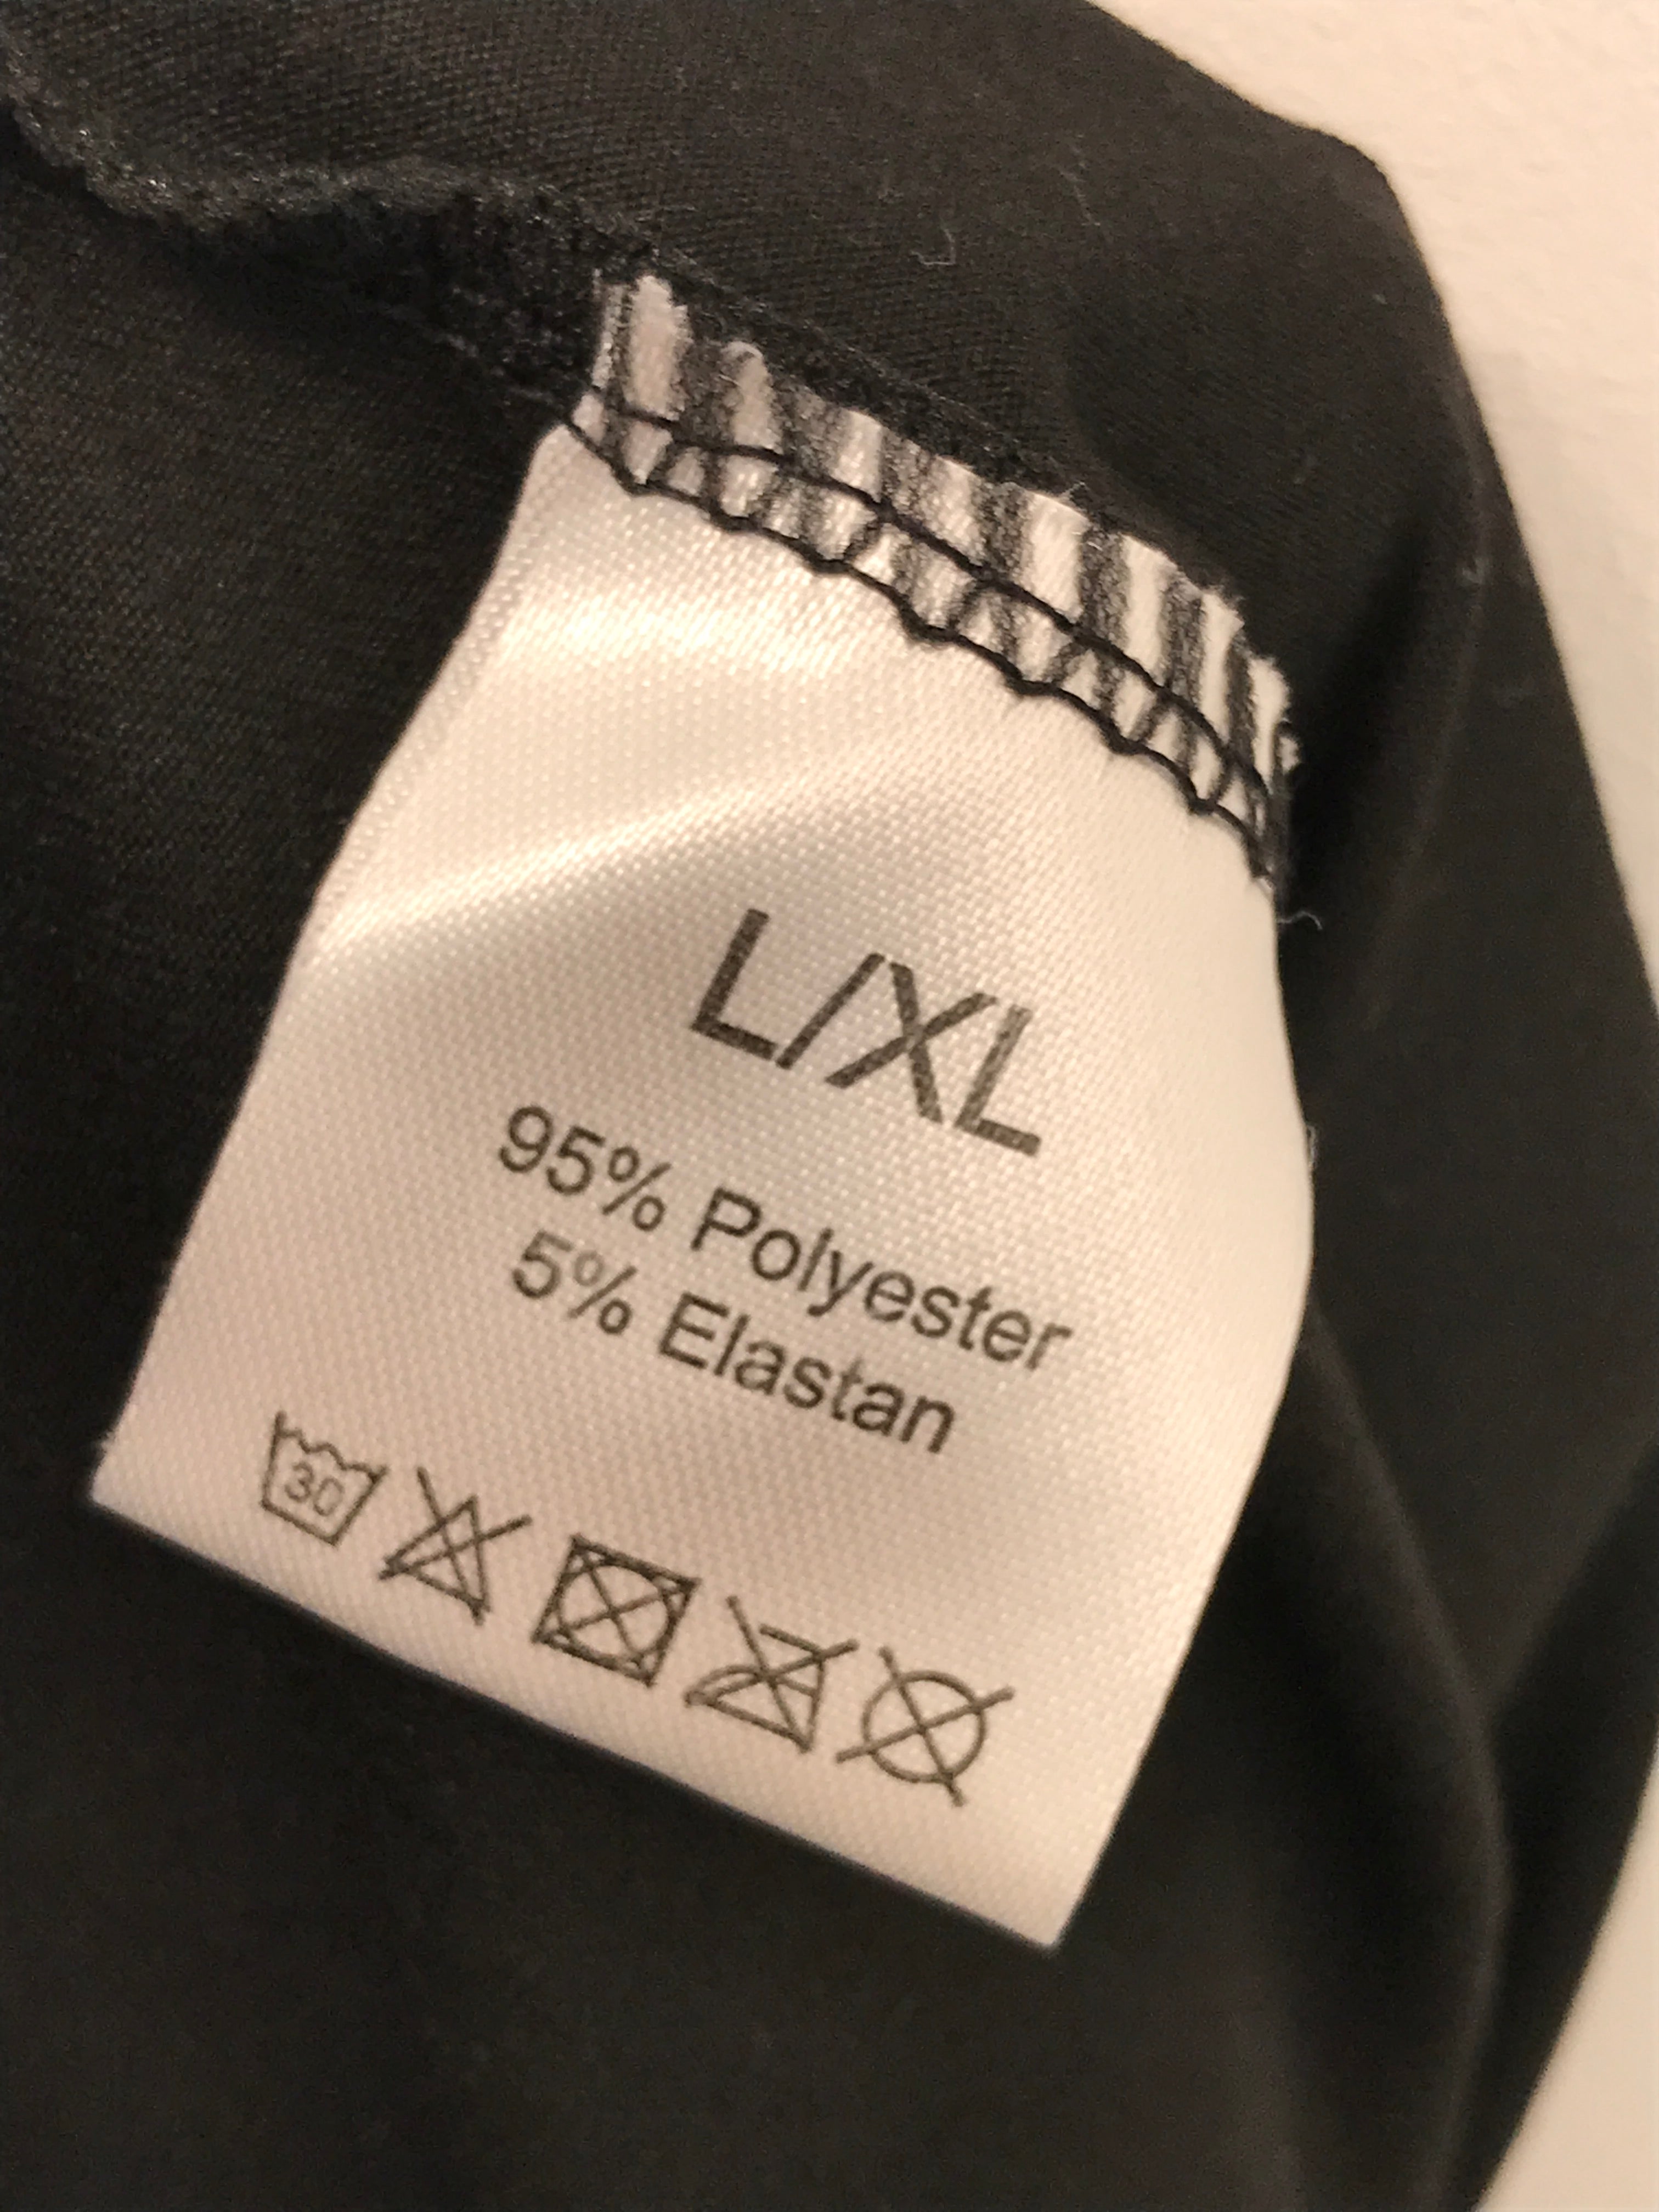 L/XL
95% Polyester
5% Elastan
30